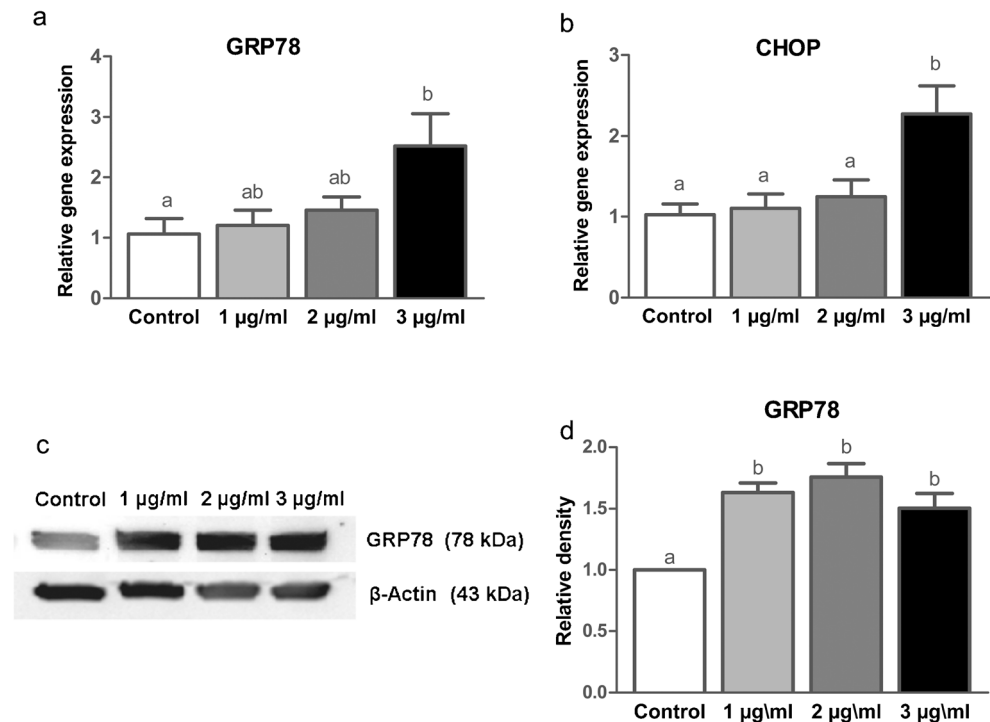 a
GRP78
Relative gene expression
4
3
2
1
0
a
ab
ab
b
Control 1 µg/ml 2 µg/ml 3 µg/ml
b
CHOP
Relative gene expression
3
2
1
0
a
a
a
b
Control 1 µg/ml 2 µg/ml 3 µg/ml
c
Control 1 µg/ml 2 µg/ml 3 µg/ml
GRP78 (78 kDa)
β-Actin (43 kDa)
d
GRP78
Relative density
2.0
1.5
1.0
0.5
0.0
a
b
b
b
Control 1 µg\ml 2 µg\ml 3 µg\ml